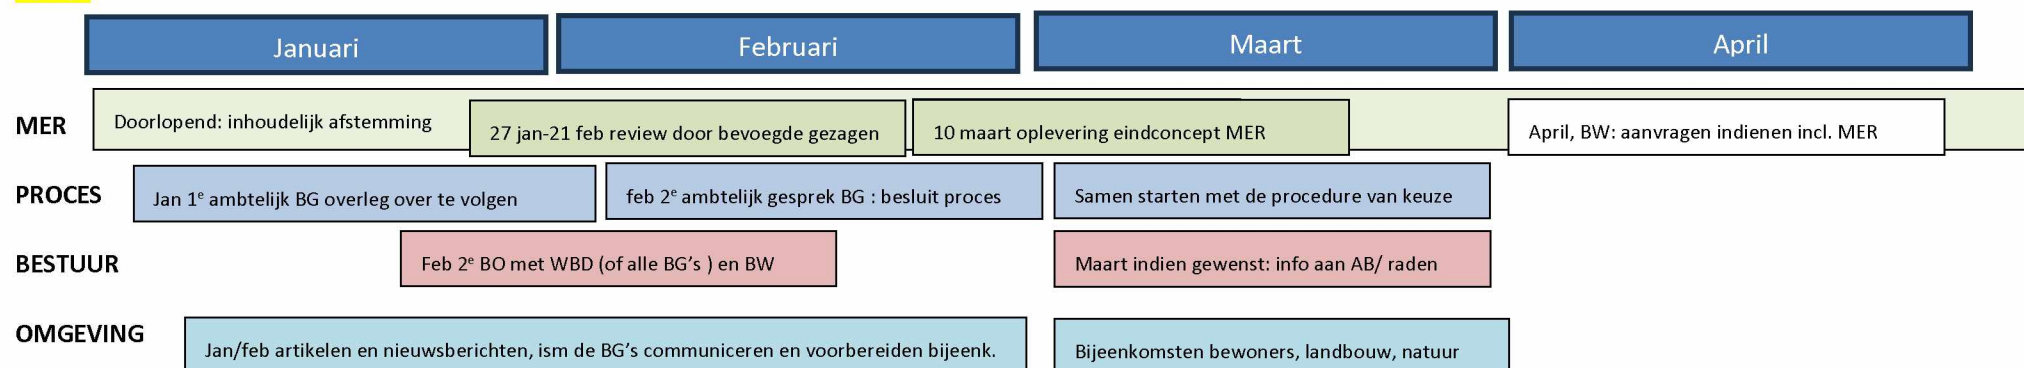 Januari Februari Maart April
MER Doorlopend: inhoudelijk afstemming 27 jan-21 feb review door bevoegde gezagen 10 maart oplevering eindconcept MER April, BW: aanvragen indienen incl. MER
PROCES Jan 1e ambtelijk BG overleg over te volgen feb 2e ambtelijk gesprek BG : besluit proces Samen starten met de procedure van keuze
BESTUUR Feb 2e BO met WBD (of alle BG’s ) en BW Maart indien gewenst: info aan AB/ raden
OMGEVING Jan/feb artikelen en nieuwsberichten, ism de BG’s communiceren en voorbereiden bijeenk. Bijeenkomsten bewoners, landbouw, natuur